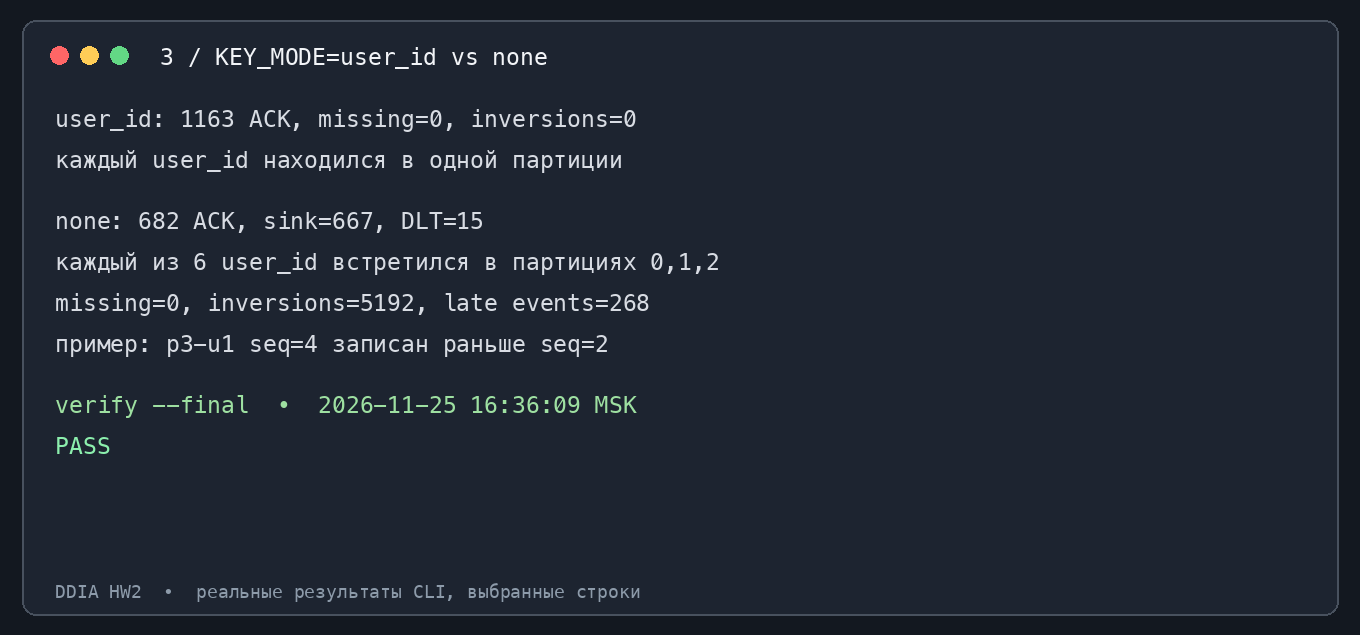 3 / KEY_MODE=user_id vs none
user_id: 1163 ACK, missing=0, inversions=0
каждый user_id находился в одной партиции
none: 682 ACK, sink=667, DLT=15
каждый из 6 user_id встретился в партициях 0,1,2
missing=0, inversions=5192, late events=268
пример: p3−u1 seq=4 записан раньше seq=2
verify −−final • 2026−11−25 16:36:09 MSK
PASS
DDIA HW2 • реальные результаты CLI, выбранные строки